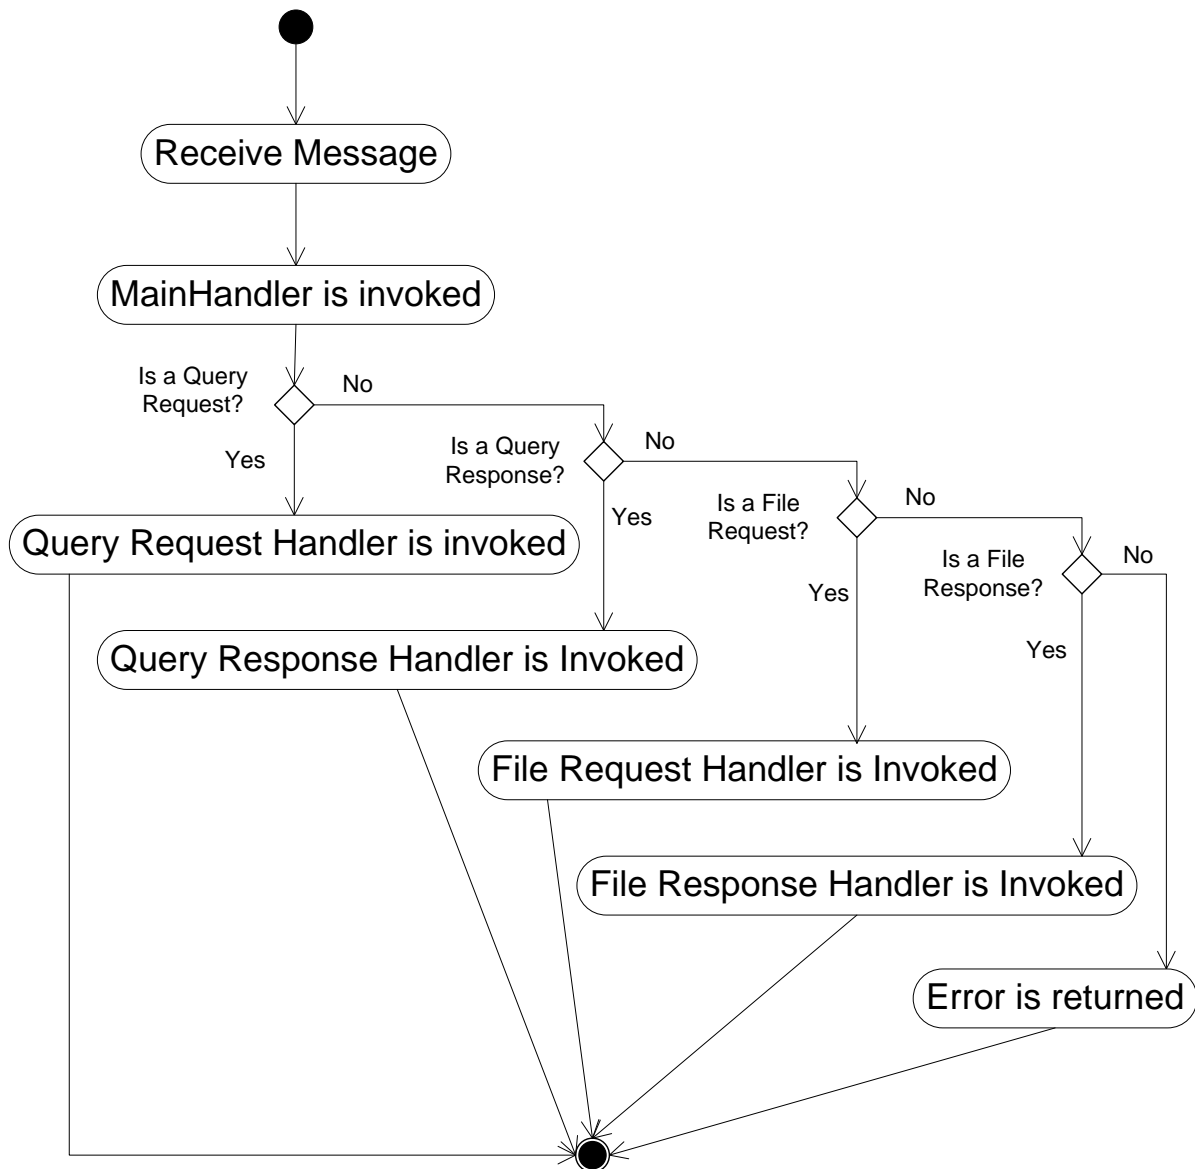 Receive Message
MainHandler is invoked
Is a Query
Request?
No
Yes
Is a Query
Response?
No
Yes
Is a File
Request?
No
Yes
Is a File
Response?
No
Yes
Query Request Handler is invoked
Query Response Handler is Invoked
File Request Handler is Invoked
File Response Handler is Invoked
Error is returned